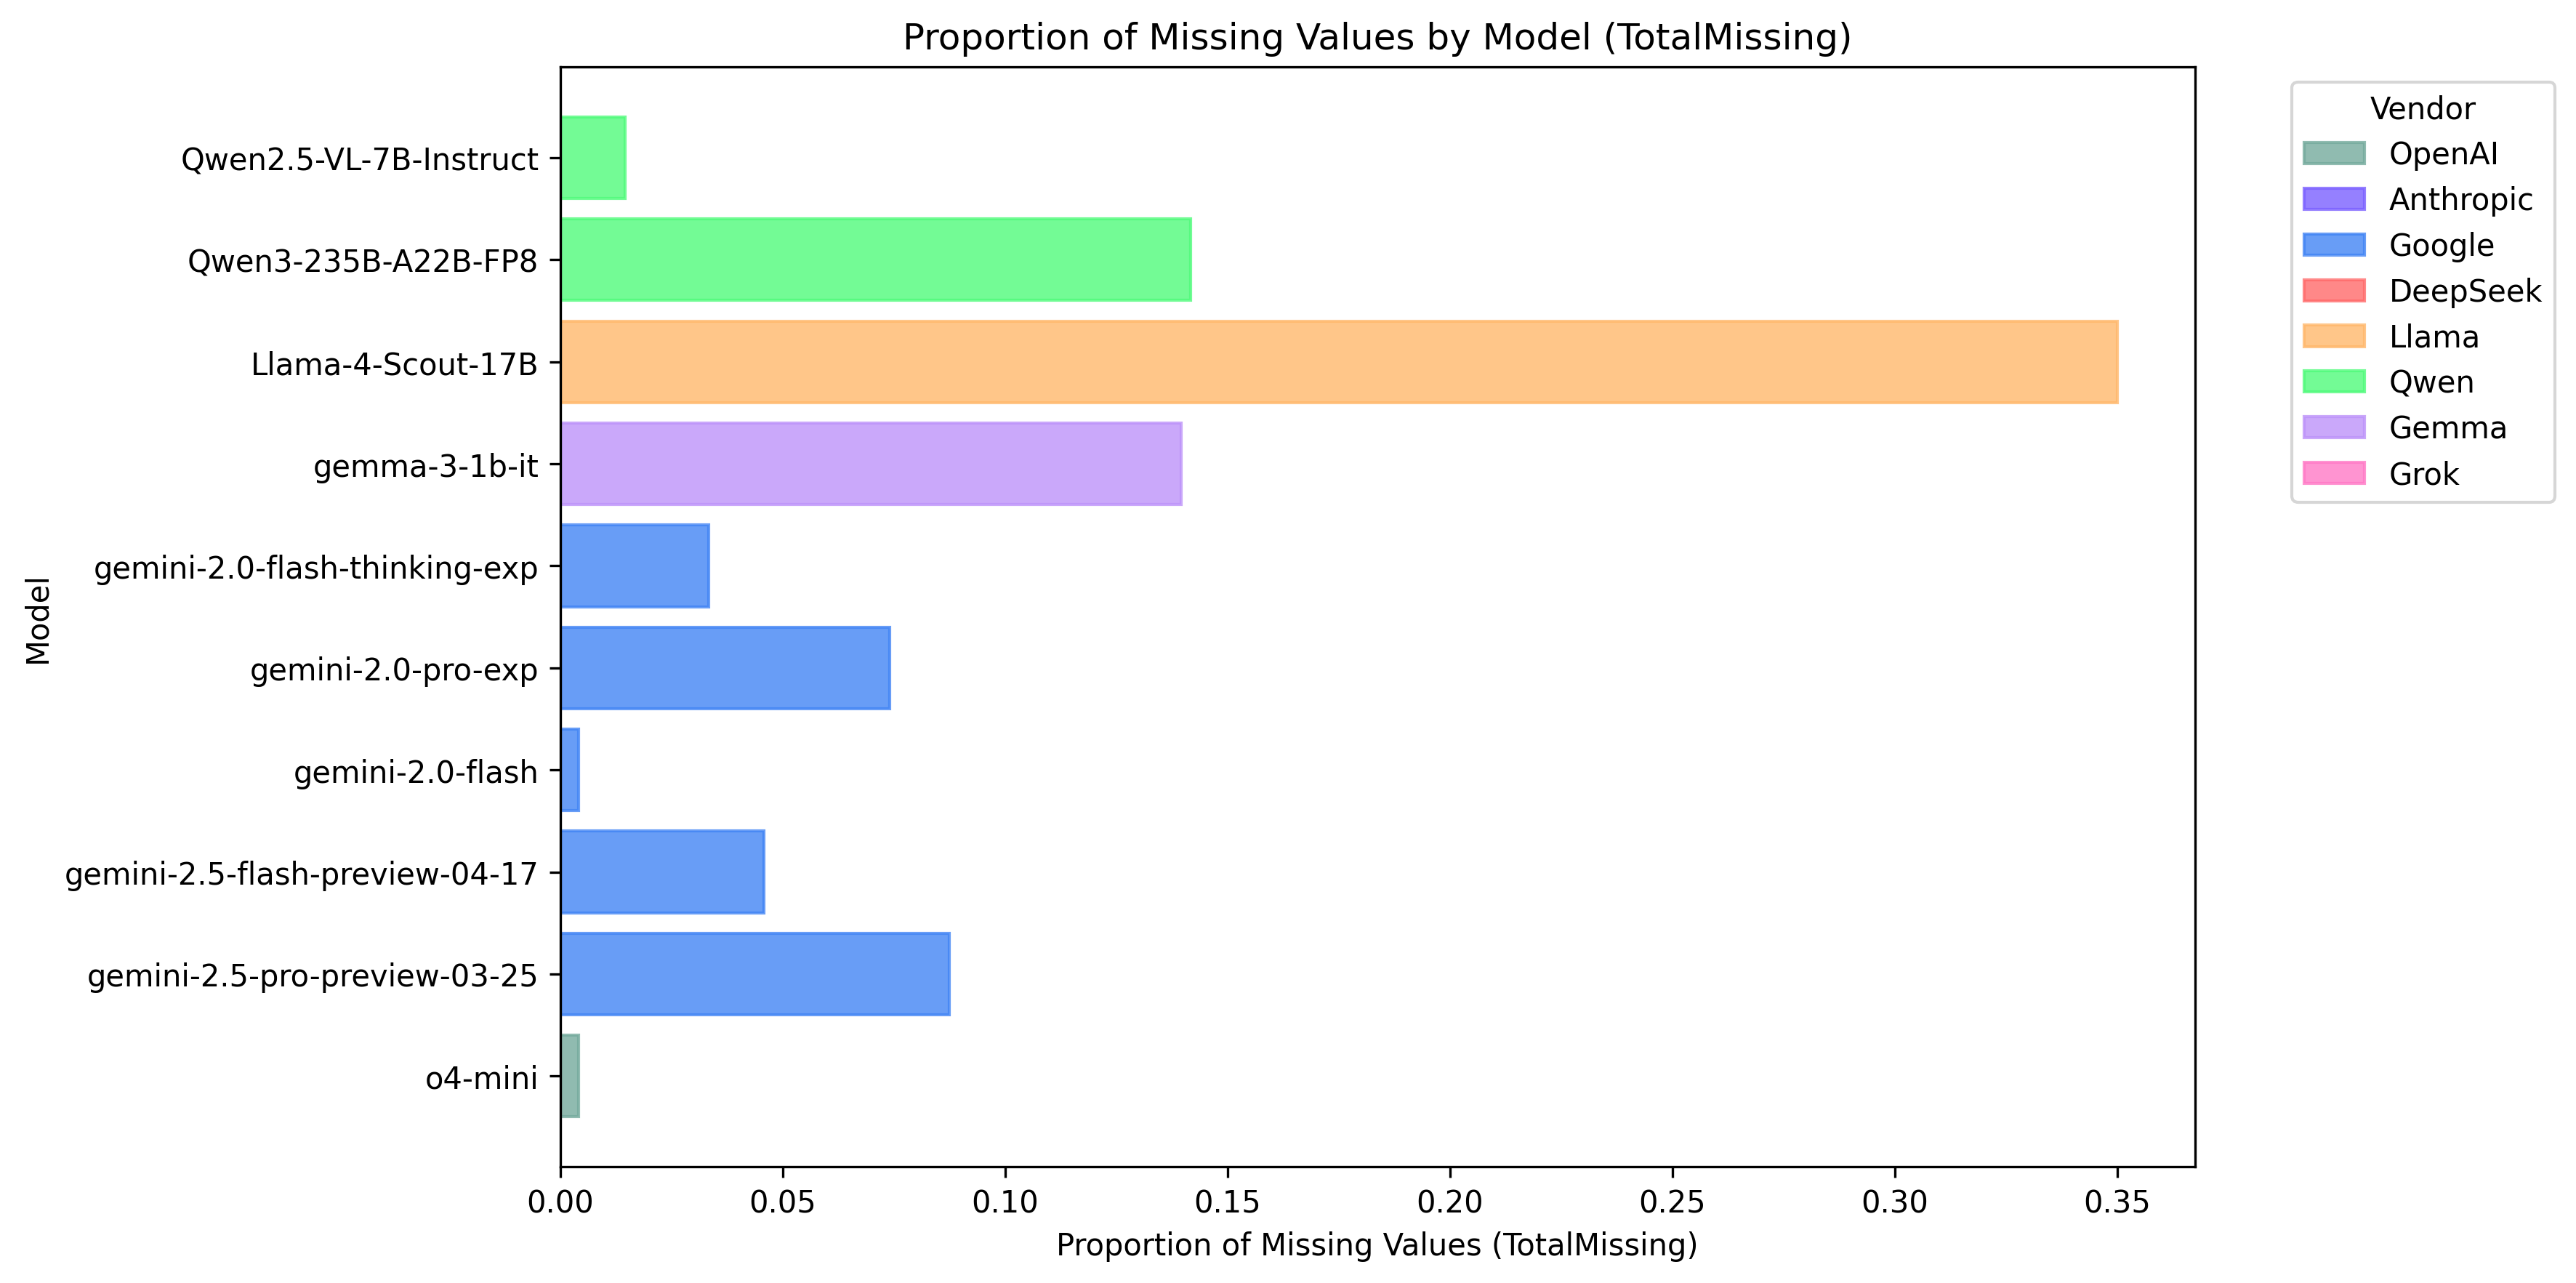 Proportion of Missing Values by Model (TotalMissing)
Vendor
OpenAI
Anthropic
Google
DeepSeek
Llama
Qwen
Gemma
Grok
Model
Qwen2.5-VL-7B-Instruct
Qwen3-235B-A22B-FP8
Llama-4-Scout-17B
gemma-3-1b-it
gemini-2.0-flash-thinking-exp
gemini-2.0-pro-exp
gemini-2.0-flash
gemini-2.5-flash-preview-04-17
gemini-2.5-pro-preview-03-25
o4-mini
0.00 0.05 0.10 0.15 0.20 0.25 0.30 0.35
Proportion of Missing Values (TotalMissing)